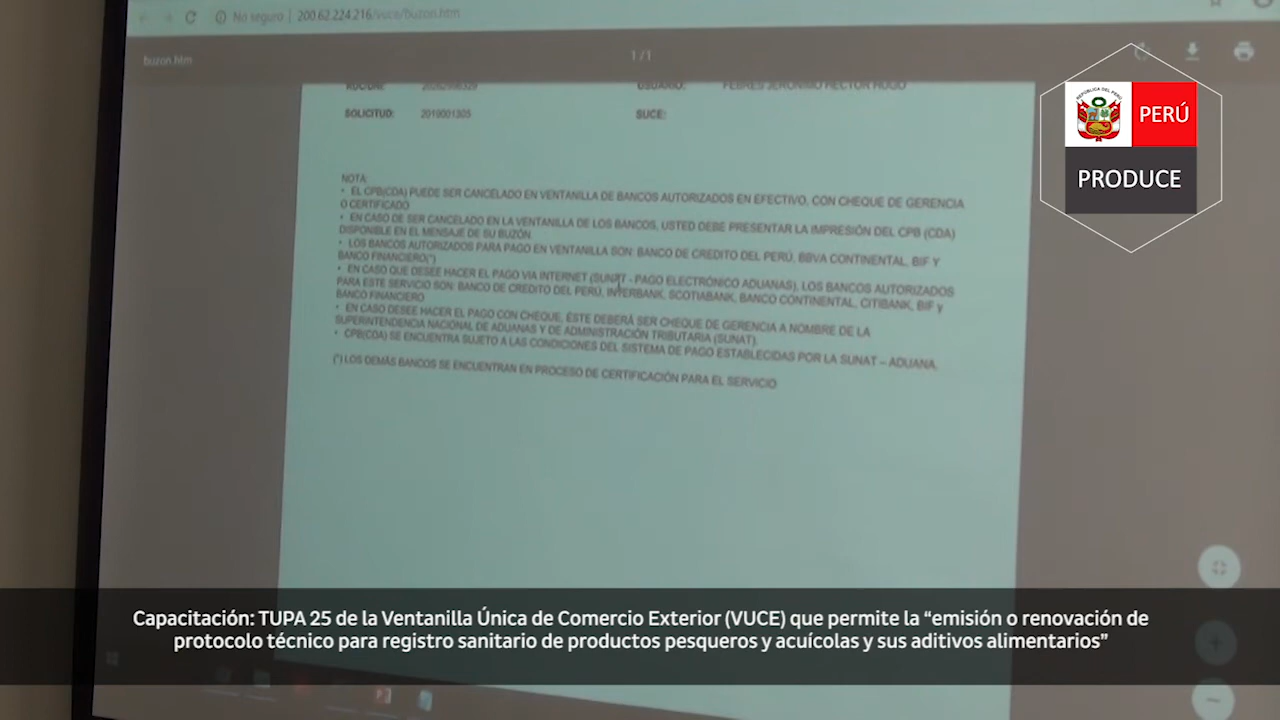 No seguro | 200.62.224.216/vuce/buzon.htm
buzon.htm
1 / 1
USUARIO: FEBRES JERONIMO HECTOR HUGO
SOLICITUD: 2019001305 SUCE:
NOTA:
• EL CPB(CDA) PUEDE SER CANCELADO EN VENTANILLA DE BANCOS AUTORIZADOS EN EFECTIVO, CON CHEQUE DE GERENCIA
O CERTIFICADO
• EN CASO DE SER CANCELADO EN LA VENTANILLA DE LOS BANCOS, USTED DEBE PRESENTAR LA IMPRESIÓN DEL CPB (CDA)
DISPONIBLE EN EL MENSAJE DE SU BUZÓN
• LOS BANCOS AUTORIZADOS PARA PAGO EN VENTANILLA SON: BANCO DE CREDITO DEL PERÚ, BBVA CONTINENTAL, BIF Y
BANCO FINANCIERO(*)
• EN CASO QUE DESEE HACER EL PAGO VIA INTERNET (SUNAT - PAGO ELECTRÓNICO ADUANAS), LOS BANCOS AUTORIZADOS
PARA ESTE SERVICIO SON: BANCO DE CREDITO DEL PERÚ, INTERBANK, SCOTIABANK, BANCO CONTINENTAL, CITIBANK, BIF y
BANCO FINANCIERO
• EN CASO DESEE HACER EL PAGO CON CHEQUE, ÉSTE DEBERÁ SER CHEQUE DE GERENCIA A NOMBRE DE LA
SUPERINTENDENCIA NACIONAL DE ADUANAS Y DE ADMINISTRACIÓN TRIBUTARIA (SUNAT).
• CPB(CDA) SE ENCUENTRA SUJETO A LAS CONDICIONES DEL SISTEMA DE PAGO ESTABLECIDAS POR LA SUNAT – ADUANA.
(*) LOS DEMÁS BANCOS SE ENCUENTRAN EN PROCESO DE CERTIFICACIÓN PARA EL SERVICIO
REPÚBLICA DEL PERÚ
PERÚ
PRODUCE
Capacitación: TUPA 25 de la Ventanilla Única de Comercio Exterior (VUCE) que permite la “emisión o renovación de
protocolo técnico para registro sanitario de productos pesqueros y acuícolas y sus aditivos alimentarios”